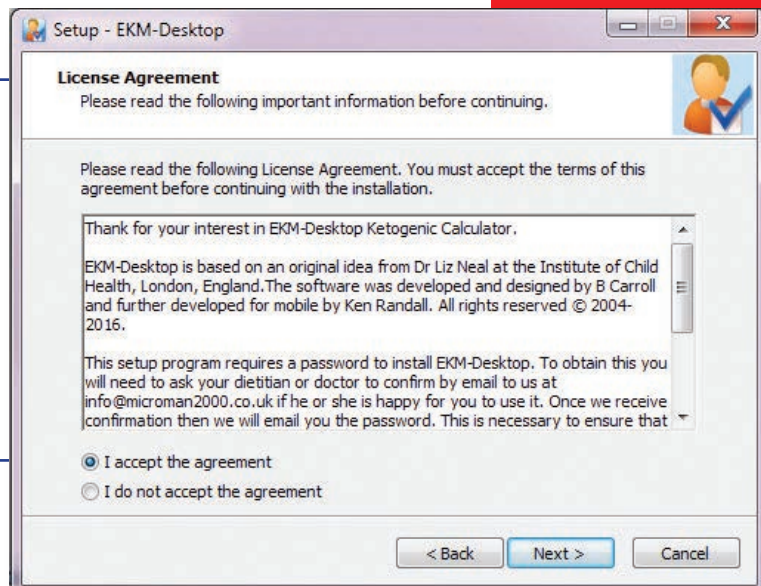 Setup - EKM-Desktop
License Agreement
Please read the following important information before continuing.
Please read the following License Agreement. You must accept the terms of this
agreement before continuing with the installation.
Thank for your interest in EKM-Desktop Ketogenic Calculator.
EKM-Desktop is based on an original idea from Dr Liz Neal at the Institute of Child
Health, London, England.The software was developed and designed by B Carroll
and further developed for mobile by Ken Randall. All rights reserved © 2004-
2016.
This setup program requires a password to install EKM-Desktop. To obtain this you
will need to ask your dietitian or doctor to confirm by email to us at
info@microman2000.co.uk if he or she is happy for you to use it. Once we receive
confirmation then we will email you the password. This is necessary to ensure that
I accept the agreement
I do not accept the agreement
< Back
Next >
Cancel